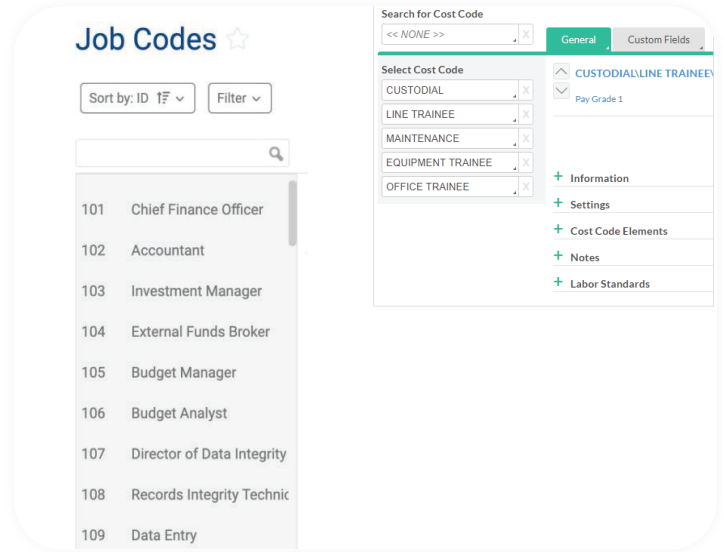 Job Codes
Sort by: ID
Filter
101 Chief Finance Officer
102 Accountant
103 Investment Manager
104 External Funds Broker
105 Budget Manager
106 Budget Analyst
107 Director of Data Integrity
108 Records Integrity Technic
109 Data Entry
Search for Cost Code
<< NONE >> X
Select Cost Code
CUSTODIAL X
LINE TRAINEE X
MAINTENANCE X
EQUIPMENT TRAINEE X
OFFICE TRAINEE X
General Custom Fields
CUSTODIAL\LINE TRAINEE\
Pay Grade 1
+ Information
+ Settings
+ Cost Code Elements
+ Notes
+ Labor Standards